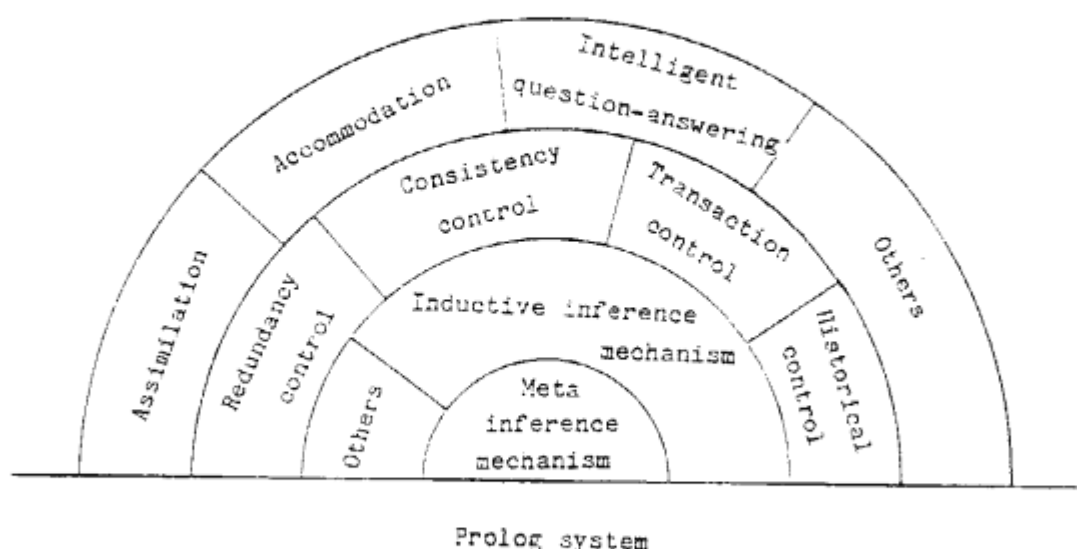 Intelligent
question-answering
Accommodation
Assimilation
Others
Consistency
control
Transaction
control
Redundancy
control
Historical
control
Inductive inference
mechanism
Others
Meta
inference
mechanism
Prolog system